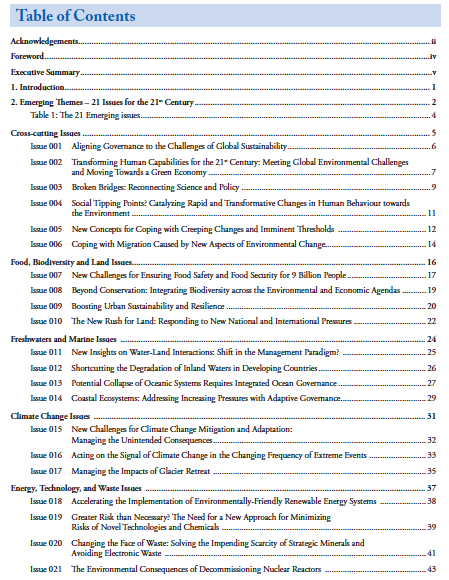 Table of Contents
Acknowledgements ii
Foreword iv
Executive Summary v
1. Introduction 1
2. Emerging Themes – 21 Issues for the 21st Century 2
Table 1: The 21 Emerging issues 4
Cross-cutting Issues 5
Issue 001 Aligning Governance to the Challenges of Global Sustainability 6
Issue 002 Transforming Human Capabilities for the 21st Century: Meeting Global Environmental Challenges
and Moving Towards a Green Economy 7
Issue 003 Broken Bridges: Reconnecting Science and Policy 9
Issue 004 Social Tipping Points? Catalyzing Rapid and Transformative Changes in Human Behaviour towards
the Environment 11
Issue 005 New Concepts for Coping with Creeping Changes and Imminent Thresholds 12
Issue 006 Coping with Migration Caused by New Aspects of Environmental Change 14
Food, Biodiversity and Land Issues 16
Issue 007 New Challenges for Ensuring Food Safety and Food Security for 9 Billion People 17
Issue 008 Beyond Conservation: Integrating Biodiversity across the Environmental and Economic Agendas 19
Issue 009 Boosting Urban Sustainability and Resilience 20
Issue 010 The New Rush for Land: Responding to New National and International Pressures 22
Freshwaters and Marine Issues 24
Issue 011 New Insights on Water-Land Interactions: Shift in the Management Paradigm? 25
Issue 012 Shortcutting the Degradation of Inland Waters in Developing Countries 26
Issue 013 Potential Collapse of Oceanic Systems Requires Integrated Ocean Governance 27
Issue 014 Coastal Ecosystems: Addressing Increasing Pressures with Adaptive Governance 29
Climate Change Issues 31
Issue 015 New Challenges for Climate Change Mitigation and Adaptation:
Managing the Unintended Consequences 32
Issue 016 Acting on the Signal of Climate Change in the Changing Frequency of Extreme Events 33
Issue 017 Managing the Impacts of Glacier Retreat 35
Energy, Technology, and Waste Issues 37
Issue 018 Accelerating the Implementation of Environmentally-Friendly Renewable Energy Systems 38
Issue 019 Greater Risk than Necessary? The Need for a New Approach for Minimizing
Risks of Novel Technologies and Chemicals 39
Issue 020 Changing the Face of Waste: Solving the Impending Scarcity of Strategic Minerals and
Avoiding Electronic Waste 41
Issue 021 The Environmental Consequences of Decommissioning Nuclear Reactors 43